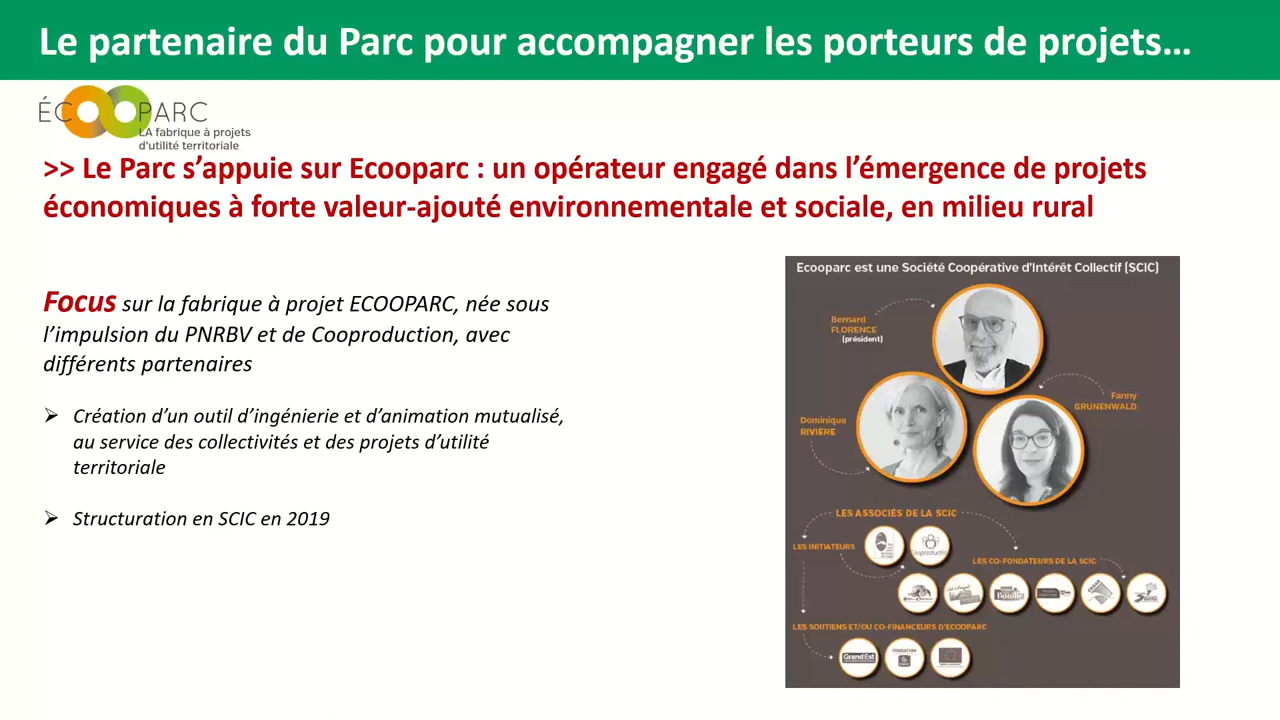 Le partenaire du Parc pour accompagner les porteurs de projets…
ÉCOOPARC
LA fabrique à projets
d'utilité territoriale
>> Le Parc s’appuie sur Ecooparc : un opérateur engagé dans l’émergence de projets
économiques à forte valeur-ajouté environnementale et sociale, en milieu rural
Focus sur la fabrique à projet ECOOPARC, née sous
l’impulsion du PNRBV et de Cooproduction, avec
différents partenaires
Création d’un outil d’ingénierie et d’animation mutualisé,
au service des collectivités et des projets d’utilité
territoriale
Structuration en SCIC en 2019
Ecooparc est une Société Coopérative d’Intérêt Collectif (SCIC)
Bernard
FLORENCE
(président)
Fanny
GRUNENWALD
Dominique
RIVIÈRE
LES ASSOCIÉS DE LA SCIC
LES INITIATEURS
LES CO-FONDATEURS DE LA SCIC
LES SOUTIENS ET/OU CO-FINANCEURS D'ECOOPARC
GrandEst
FONDATION